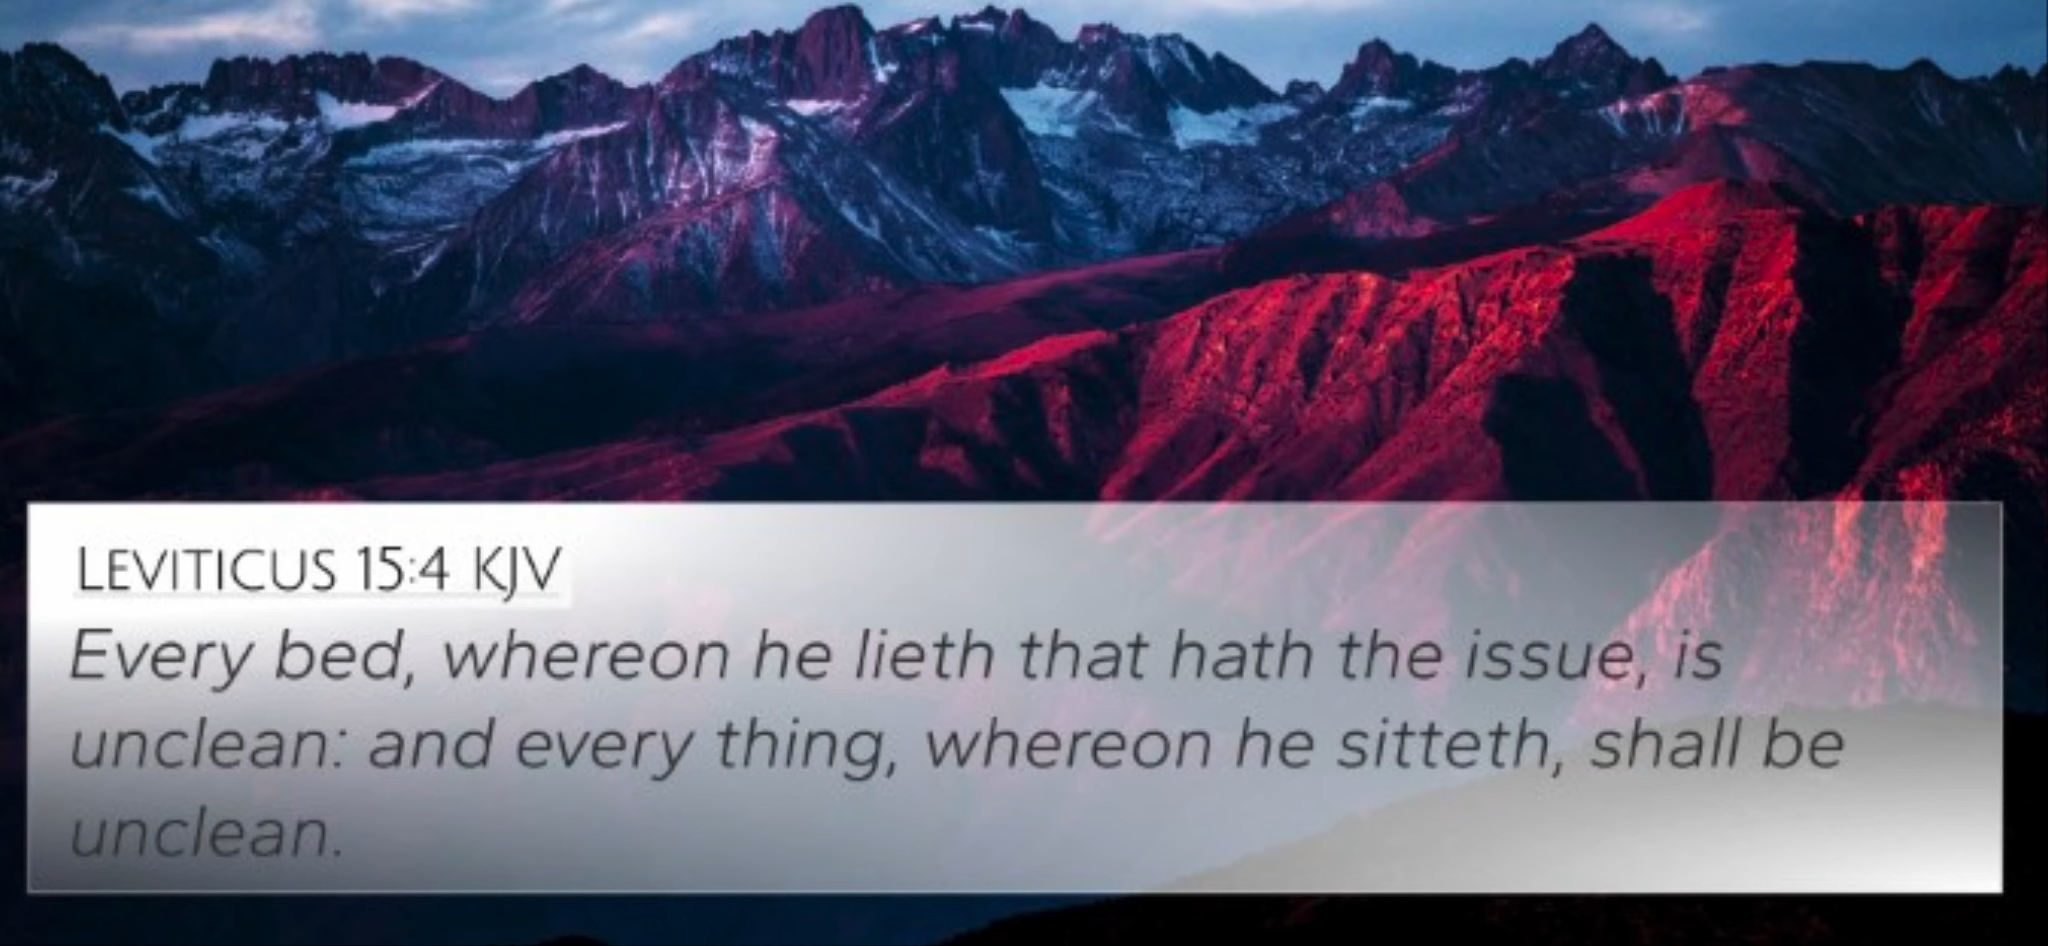 LEVITICUS 15:4 KJV
Every bed, whereon he lieth that hath the issue, is
unclean: and every thing, whereon he sitteth, shall be
unclean.